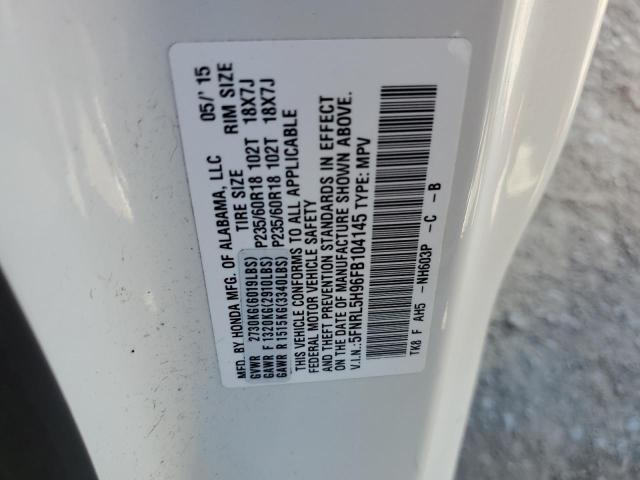 MFD. BY HONDA MFG. OF ALABAMA, LLC 05/'15
TIRE SIZE RIM SIZE
GVWR 2730KG(6019LBS)
GAWR F 1320KG(2910LBS) P235/60R18 102T 18X7J
GAWR R 1515KG(3340LBS) P235/60R18 102T 18X7J
THIS VEHICLE CONFORMS TO ALL APPLICABLE
FEDERAL MOTOR VEHICLE SAFETY
AND THEFT PREVENTION STANDARDS IN EFFECT
ON THE DATE OF MANUFACTURE SHOWN ABOVE.
V.I.N.: 5FNRL5H96FB104145 TYPE: MPV
TK8 F AH5 -NH603P -C -B